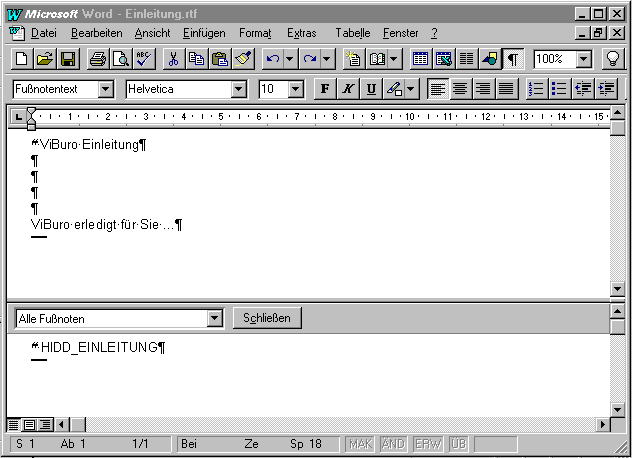 Microsoft Word - Einleitung.rtf
Datei Bearbeiten Ansicht Einfügen Format Extras Tabelle Fenster ?
ABC ¶ 100%
Fußnotentext Helvetica 10 F K U
L 1 2 3 4 5 6 7 8 9 10 11 12 13 14 15
#ViBuro·Einleitung¶
¶
¶
¶
¶
ViBuro·erledigt·für·Sie·...¶
Alle Fußnoten Schließen
#·HIDD_EINLEITUNG¶
S 1 Ab 1 1/1 Bei Ze Sp 18 MAK ÄND ERW ÜB